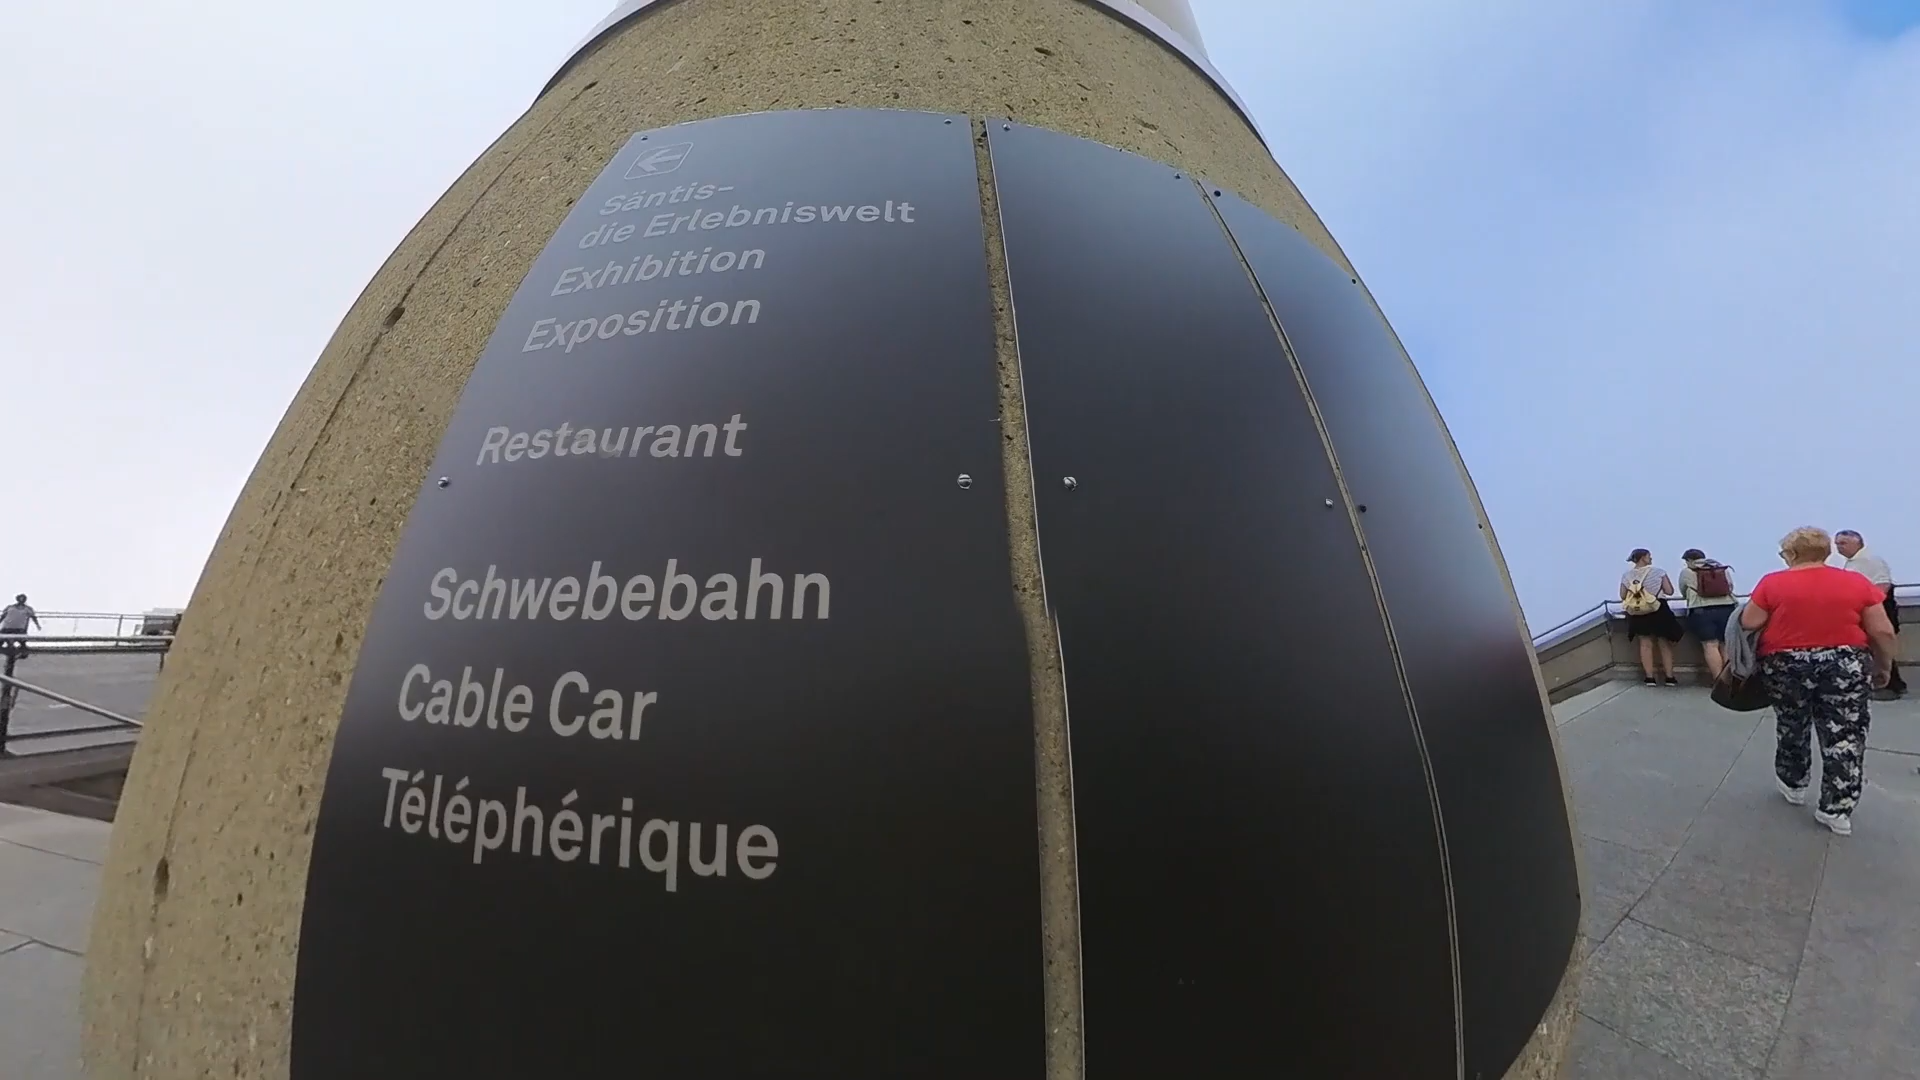 Säntis–
die Erlebniswelt
Exhibition
Exposition
Restaurant
Schwebebahn
Cable Car
Téléphérique